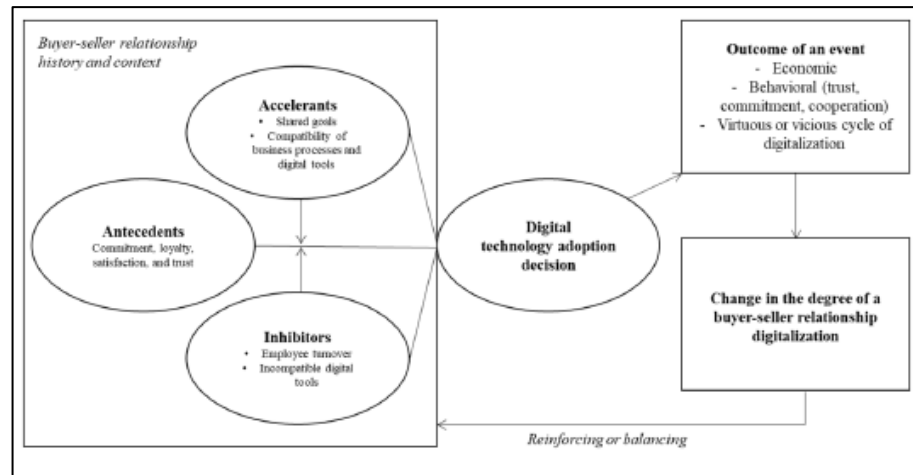 Buyer-seller relationship
history and context
Accelerants
• Shared goals
• Compatibility of
business processes and
digital tools
Antecedents
Commitment, loyalty,
satisfaction, and trust
Inhibitors
• Employee turnover
• Incompatible digital
tools
Digital
technology adoption
decision
Outcome of an event
- Economic
- Behavioral (trust,
commitment, cooperation)
- Virtuous or vicious cycle of
digitalization
Change in the degree of a
buyer-seller relationship
digitalization
Reinforcing or balancing